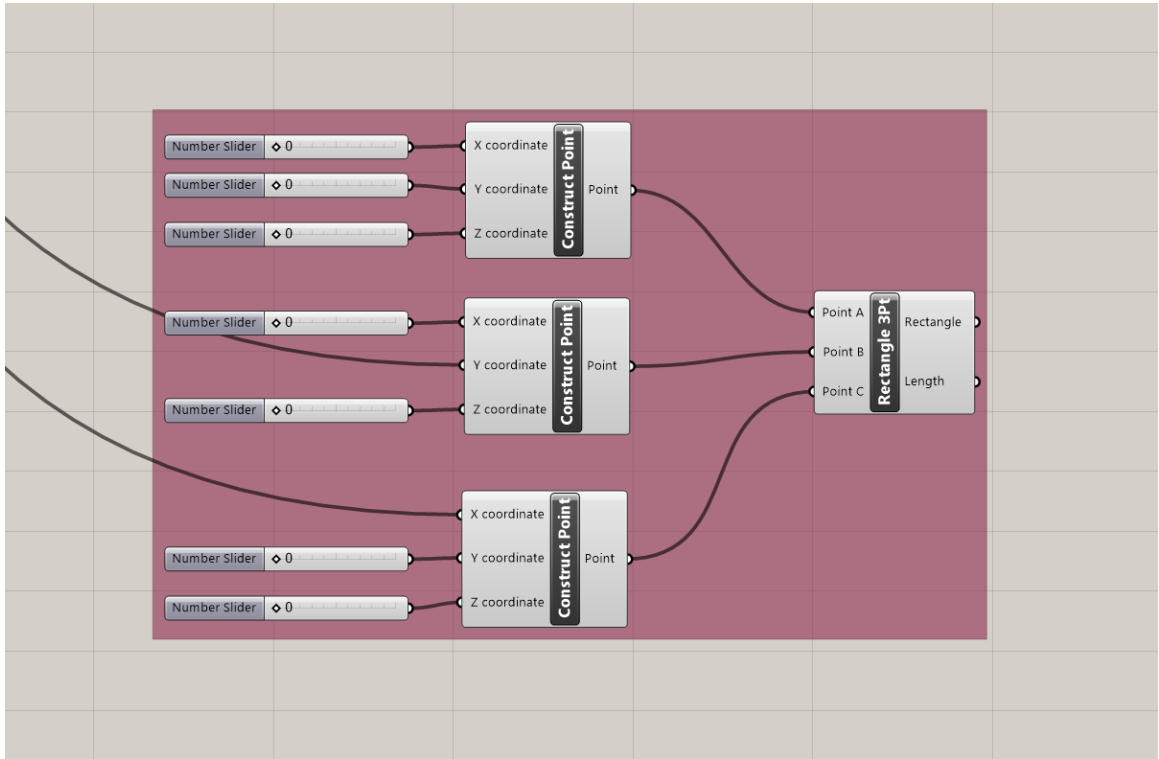 Number Slider ◇ 0
Number Slider ◇ 0
Number Slider ◇ 0
X coordinate
Y coordinate
Z coordinate
Construct Point
Point
Number Slider ◇ 0
Number Slider ◇ 0
X coordinate
Y coordinate
Z coordinate
Construct Point
Point
Number Slider ◇ 0
Number Slider ◇ 0
X coordinate
Y coordinate
Z coordinate
Construct Point
Point
Point A
Point B
Point C
Rectangle 3Pt
Rectangle
Length